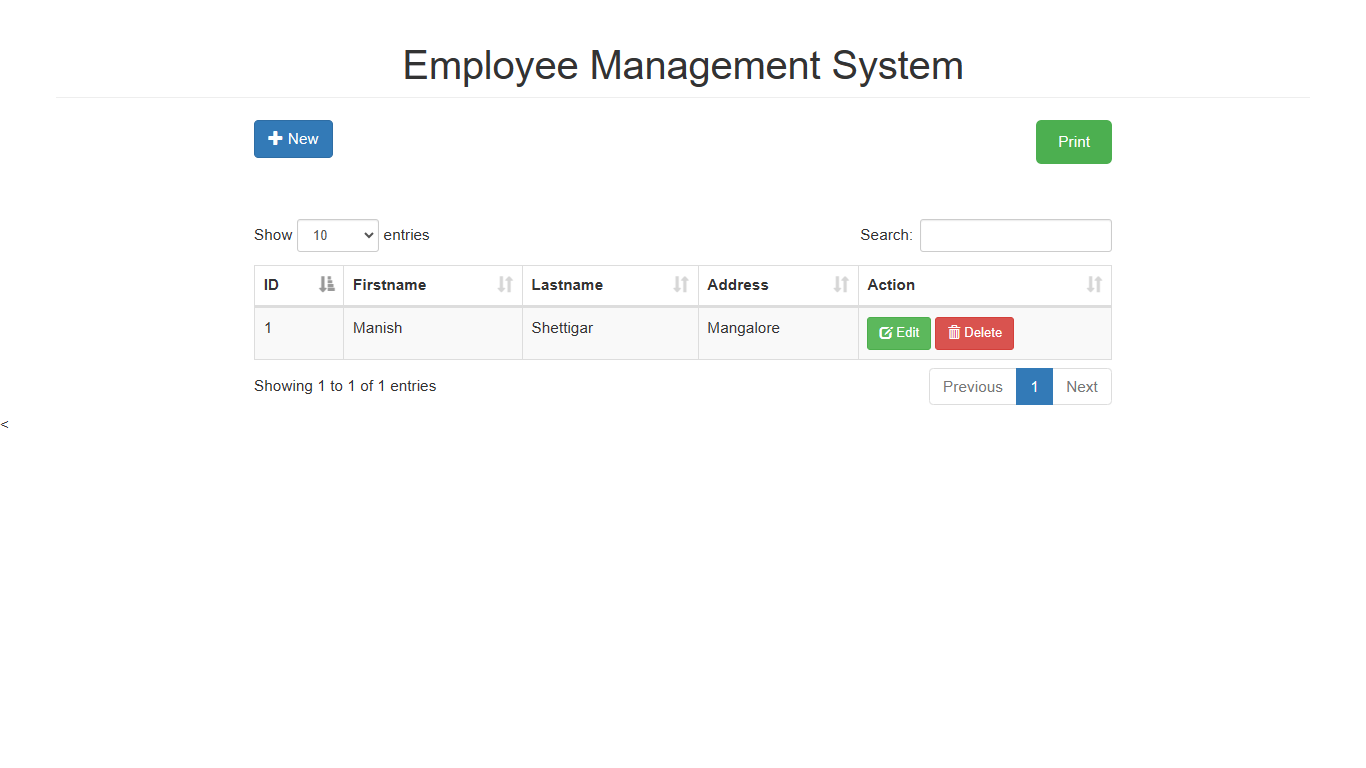 Employee Management System
New
Print
Show 10 entries
Search:
ID Firstname Lastname Address Action
1 Manish Shettigar Mangalore Edit Delete
Showing 1 to 1 of 1 entries
Previous 1 Next
<